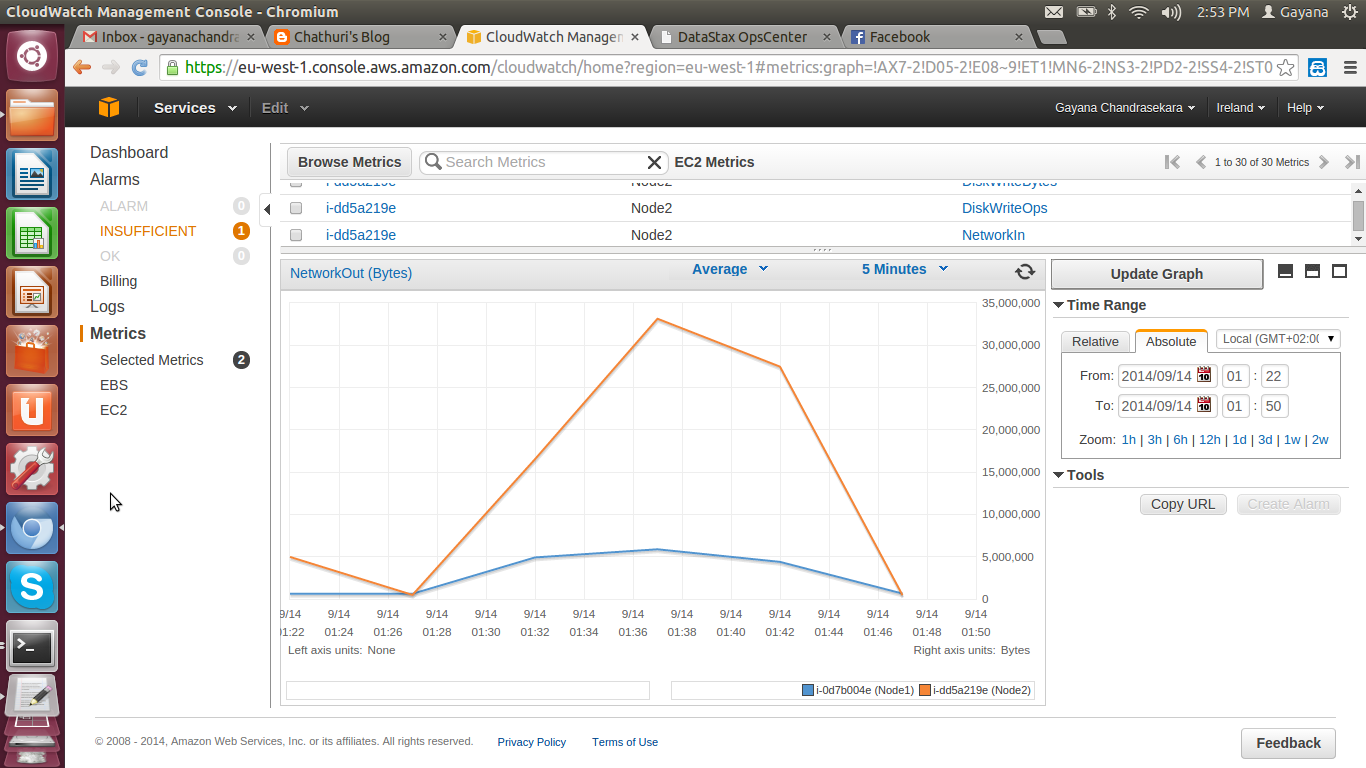 CloudWatch Management Console - Chromium
2:53 PM Gayana
Inbox - gayanachandra
Chathuri's Blog
CloudWatch Managemen
DataStax OpsCenter
Facebook
https://eu-west-1.console.aws.amazon.com/cloudwatch/home?region=eu-west-1#metrics:graph=!AX7-2!D05-2!E08~9!ET1!MN6-2!NS3-2!PD2-2!SS4-2!ST0
Services Edit Gayana Chandrasekara Ireland Help
Dashboard
Alarms
ALARM 0
INSUFFICIENT 1
OK 0
Billing
Logs
Metrics
Selected Metrics 2
EBS
EC2
Browse Metrics Search Metrics EC2 Metrics 1 to 30 of 30 Metrics
i-dd5a219e Node2 DiskWriteBytes
i-dd5a219e Node2 DiskWriteOps
i-dd5a219e Node2 NetworkIn
NetworkOut (Bytes) Average 5 Minutes
35,000,000
30,000,000
25,000,000
20,000,000
15,000,000
10,000,000
5,000,000
0
9/14 9/14 9/14 9/14 9/14 9/14 9/14 9/14 9/14 9/14 9/14 9/14 9/14 9/14 9/14
01:22 01:24 01:26 01:28 01:30 01:32 01:34 01:36 01:38 01:40 01:42 01:44 01:46 01:48 01:50
Left axis units: None Right axis units: Bytes
i-0d7b004e (Node1) i-dd5a219e (Node2)
Update Graph
Time Range
Relative Absolute Local (GMT+02:00
From: 2014/09/14 10 01 : 22
To: 2014/09/14 10 01 : 50
Zoom: 1h | 3h | 6h | 12h | 1d | 3d | 1w | 2w
Tools
Copy URL Create Alarm
© 2008 - 2014, Amazon Web Services, Inc. or its affiliates. All rights reserved. Privacy Policy Terms of Use
Feedback